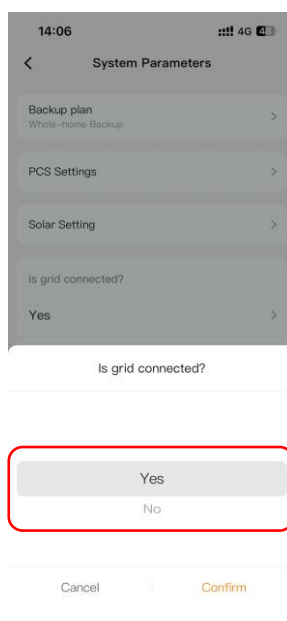 14:06
4G 4
System Parameters
Backup plan
Whole-home Backup
PCS Settings
Solar Setting
Is grid connected?
Yes
Is grid connected?
Yes
No
Cancel Confirm